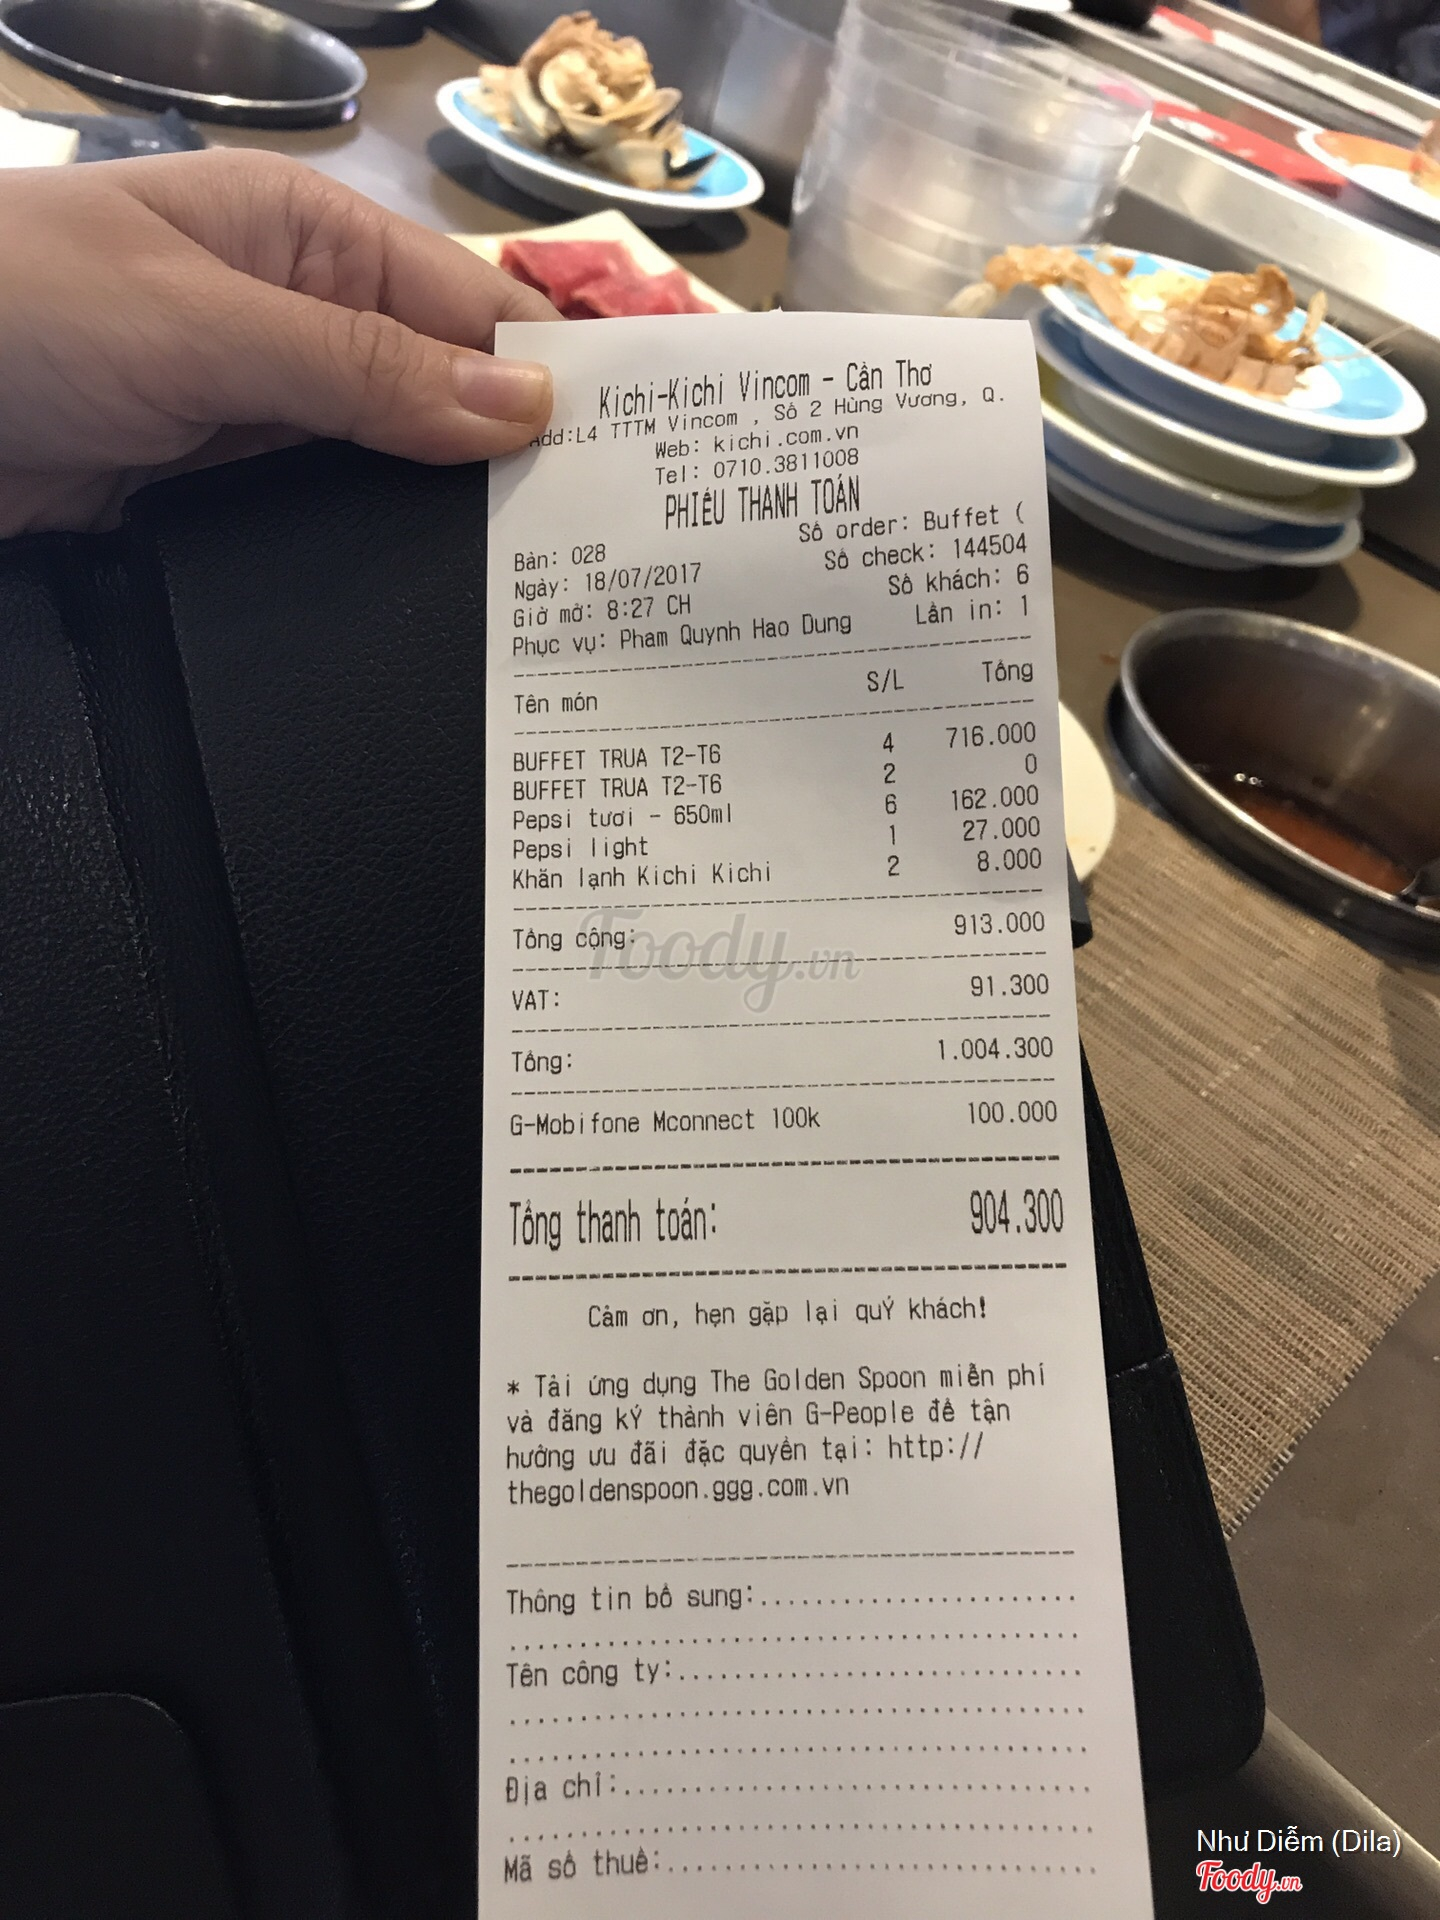 Kichi-Kichi Vincom - Cần Thơ
Add:L4 TTTM Vincom , Số 2 Hùng Vương, Q.
Web: kichi.com.vn
Tel: 0710.3811008
PHIẾU THANH TOÁN
Số order: Buffet (
Bàn: 028
Số check: 144504
Ngày: 18/07/2017
Số khách: 6
Giờ mở: 8:27 CH
Lần in: 1
Phục vụ: Pham Quynh Hao Dung
Tên món S/L Tổng
BUFFET TRUA T2-T6 4 716.000
BUFFET TRUA T2-T6 2 0
Pepsi tươi - 650ml 6 162.000
Pepsi light 1 27.000
Khăn lạnh Kichi Kichi 2 8.000
Tổng cộng: 913.000
Foody.vn
VAT: 91.300
Tổng: 1.004.300
G-Mobifone Mconnect 100k 100.000
Tổng thanh toán: 904.300
Cảm ơn, hẹn gặp lại quÝ khách!
* Tải ứng dụng The Golden Spoon miễn phí
và đăng kÝ thành viên G-People để tận
hưởng ưu đãi đặc quyền tại: http://
thegoldenspoon.ggg.com.vn
Thông tin bổ sung:
Tên công ty:
Địa chỉ:
Mã số thuế:
Như Diễm (Dila)
Foody.vn